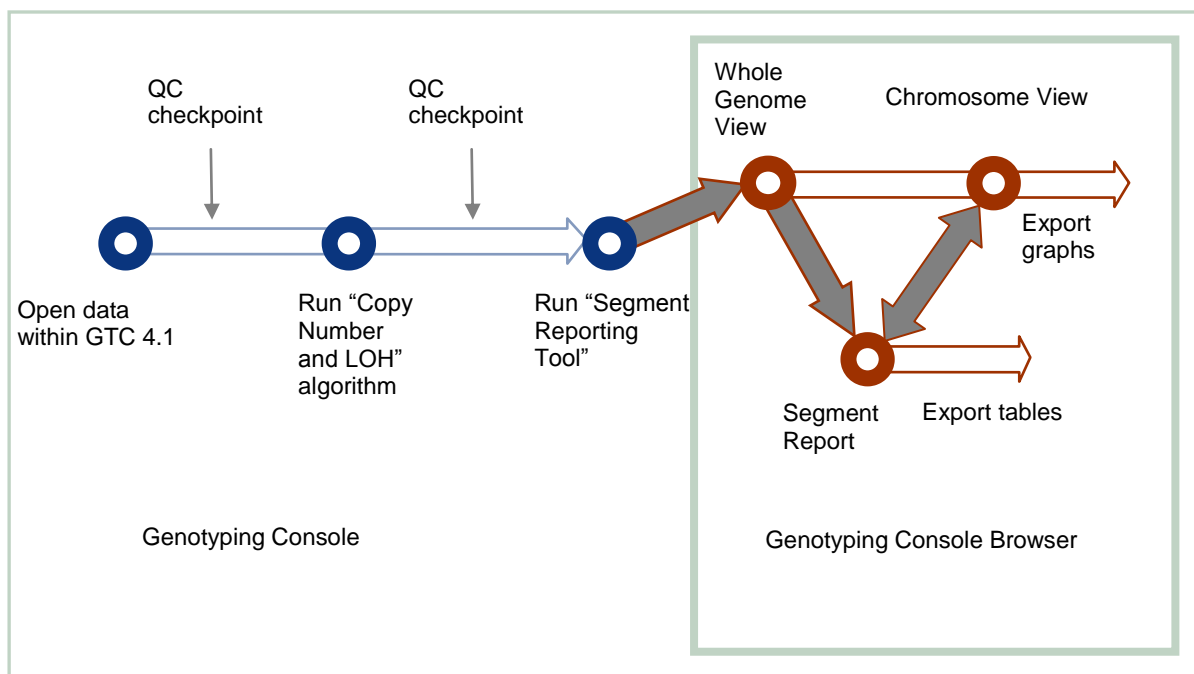 QC
checkpoint
QC
checkpoint
Whole
Genome
View
Chromosome View
Open data
within GTC 4.1
Run “Copy
Number
and LOH”
algorithm
Run “Segment
Reporting
Tool”
Export
graphs
Segment
Report
Export tables
Genotyping Console
Genotyping Console Browser